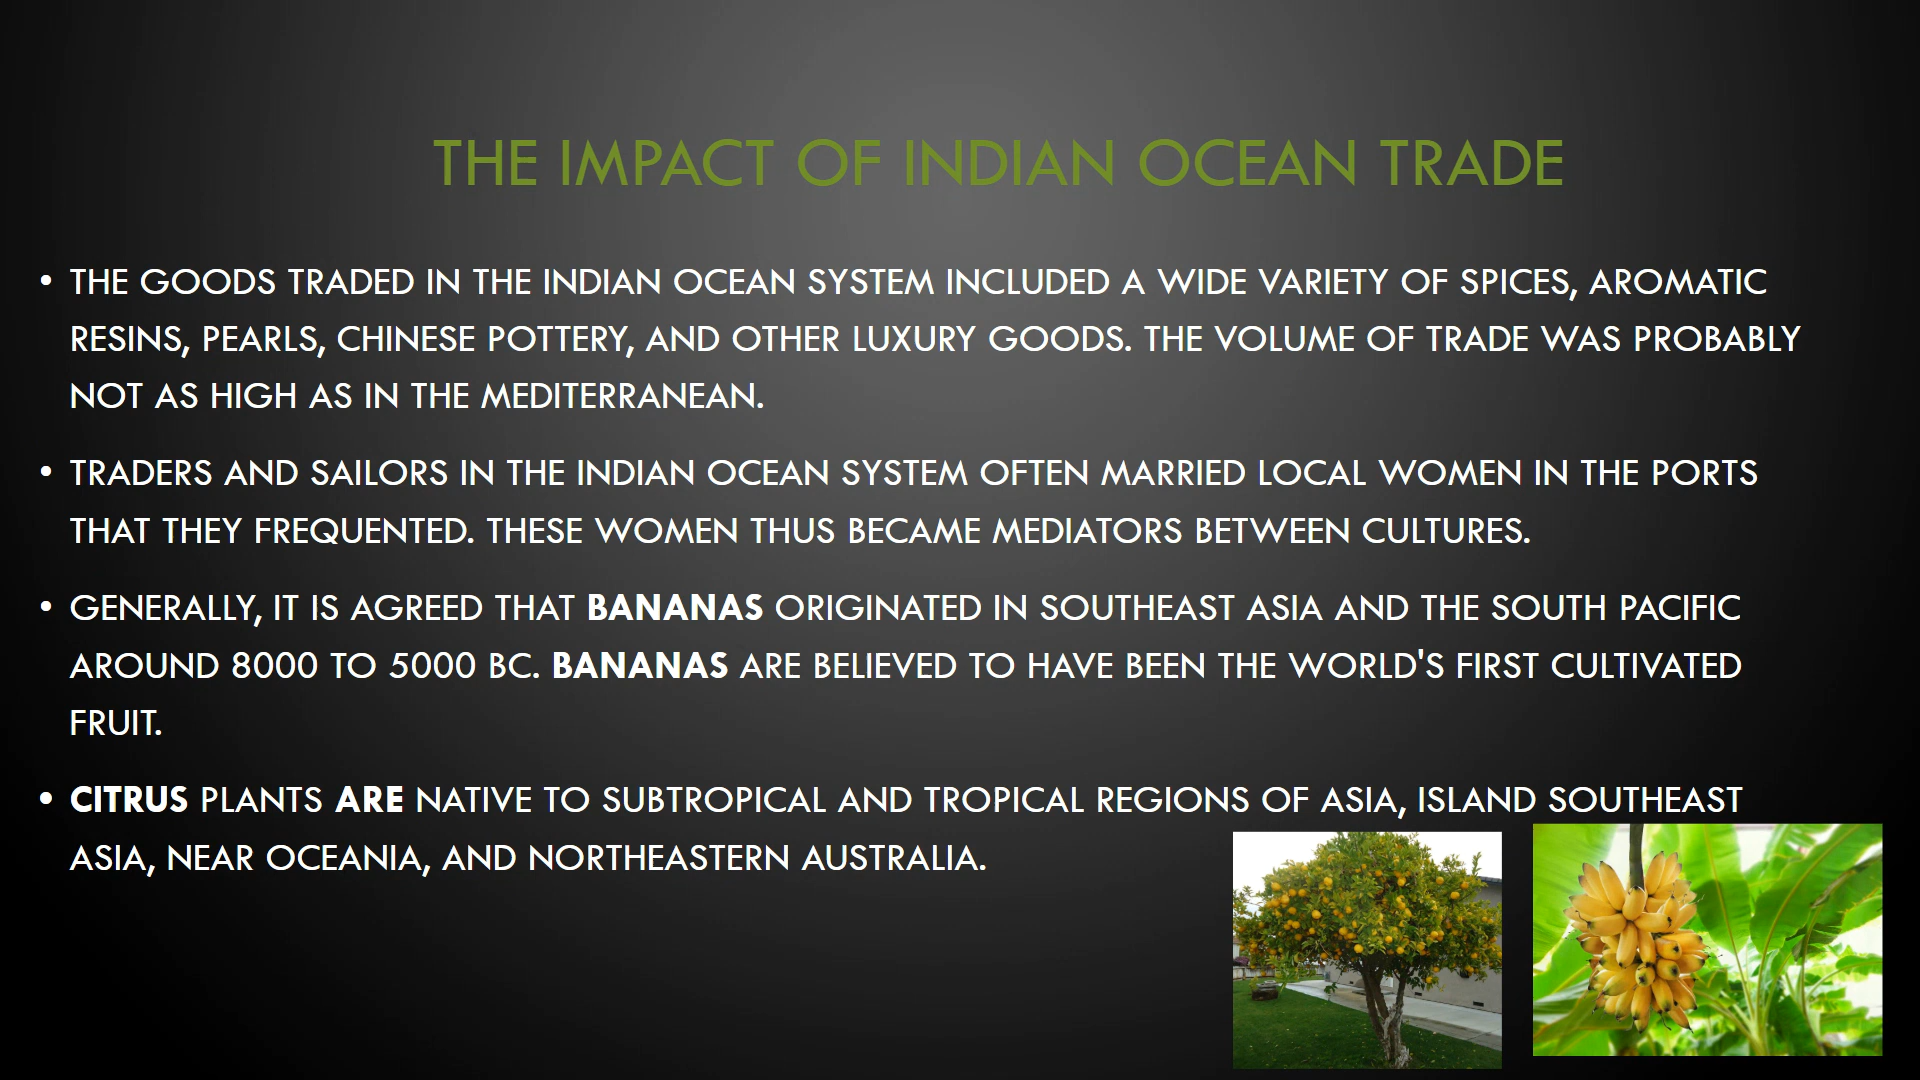 THE IMPACT OF INDIAN OCEAN TRADE
• THE GOODS TRADED IN THE INDIAN OCEAN SYSTEM INCLUDED A WIDE VARIETY OF SPICES, AROMATIC
RESINS, PEARLS, CHINESE POTTERY, AND OTHER LUXURY GOODS. THE VOLUME OF TRADE WAS PROBABLY
NOT AS HIGH AS IN THE MEDITERRANEAN.
• TRADERS AND SAILORS IN THE INDIAN OCEAN SYSTEM OFTEN MARRIED LOCAL WOMEN IN THE PORTS
THAT THEY FREQUENTED. THESE WOMEN THUS BECAME MEDIATORS BETWEEN CULTURES.
• GENERALLY, IT IS AGREED THAT BANANAS ORIGINATED IN SOUTHEAST ASIA AND THE SOUTH PACIFIC
AROUND 8000 TO 5000 BC. BANANAS ARE BELIEVED TO HAVE BEEN THE WORLD'S FIRST CULTIVATED
FRUIT.
• CITRUS PLANTS ARE NATIVE TO SUBTROPICAL AND TROPICAL REGIONS OF ASIA, ISLAND SOUTHEAST
ASIA, NEAR OCEANIA, AND NORTHEASTERN AUSTRALIA.